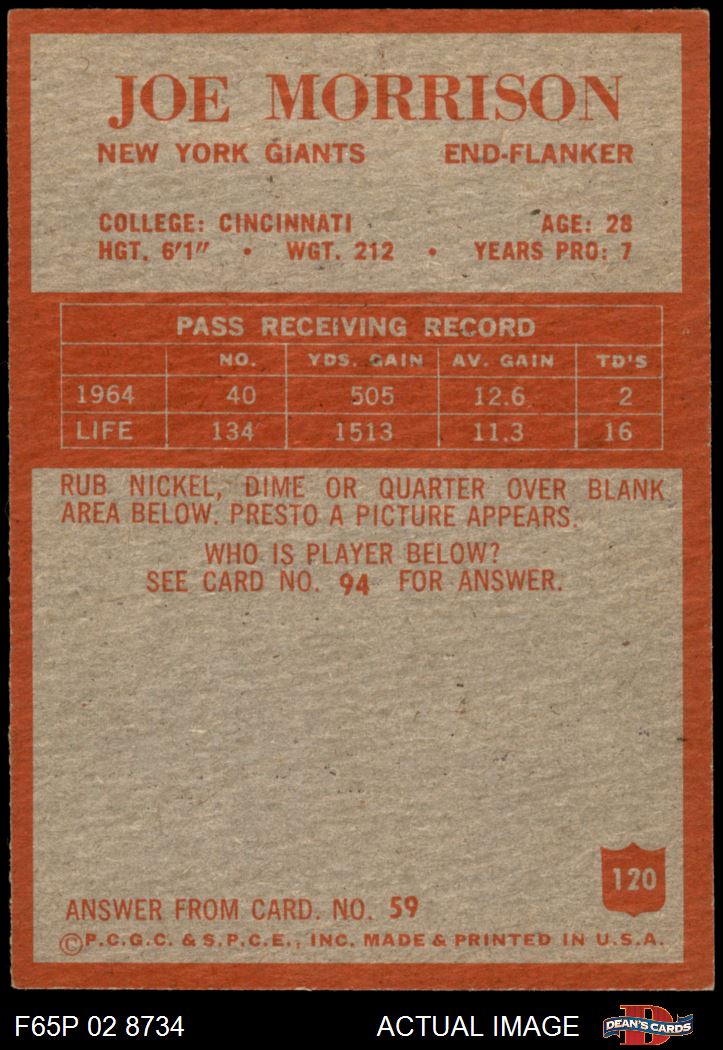 JOE MORRISON
NEW YORK GIANTS END-FLANKER
COLLEGE: CINCINNATI AGE: 28
HGT. 6'1" • WGT. 212 • YEARS PRO: 7
PASS RECEIVING RECORD
NO. YDS. GAIN AV. GAIN TD'S
1964 40 505 12.6 2
LIFE 134 1513 11.3 16
RUB NICKEL, DIME OR QUARTER OVER BLANK
AREA BELOW. PRESTO A PICTURE APPEARS.
WHO IS PLAYER BELOW?
SEE CARD NO. 94 FOR ANSWER.
120
ANSWER FROM CARD. NO. 59
©P.C.G.C. & S.P.C.E., INC. MADE & PRINTED IN U.S.A.
F65P 02 8734 ACTUAL IMAGE
D
DEAN'S CARDS